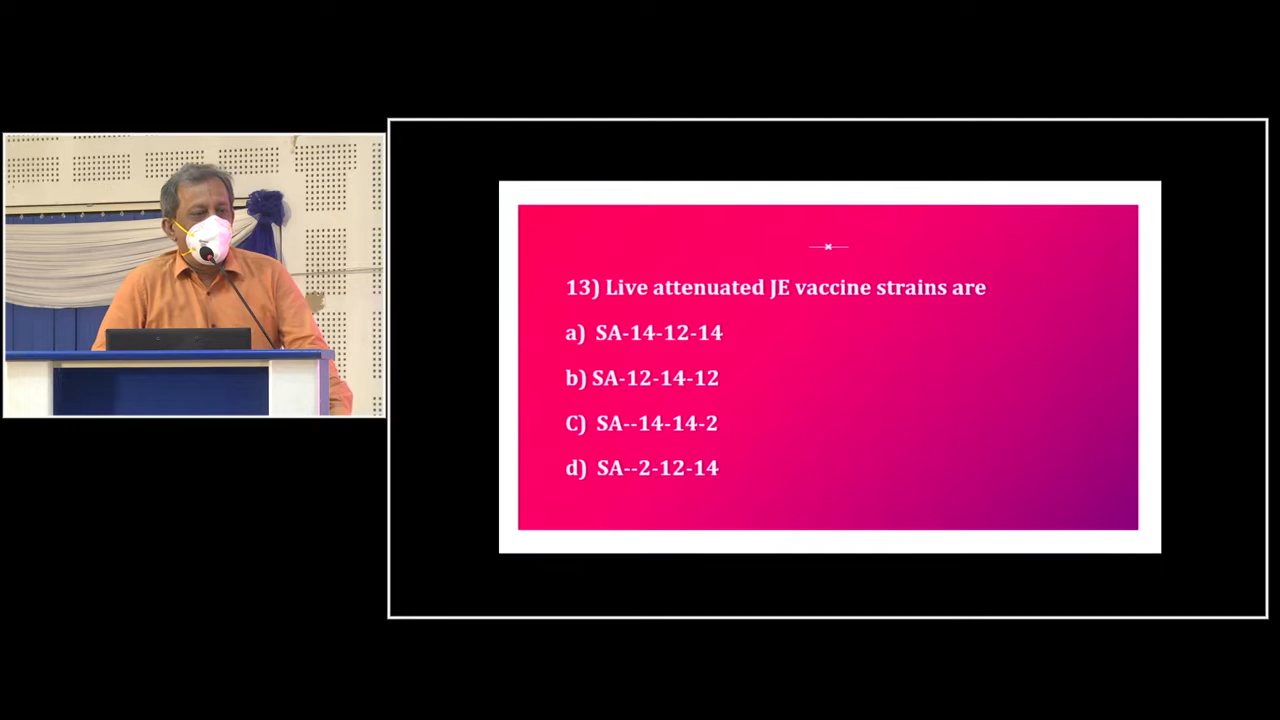 13) Live attenuated JE vaccine strains are
a) SA-14-12-14
b) SA-12-14-12
C) SA--14-14-2
d) SA--2-12-14